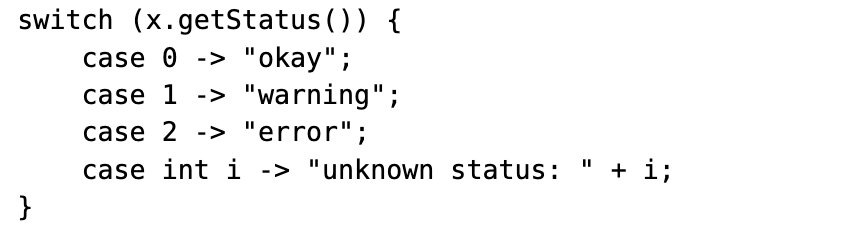 switch (x.getStatus()) {
    case 0 -> "okay";
    case 1 -> "warning";
    case 2 -> "error";
    case int i -> "unknown status: " + i;
}